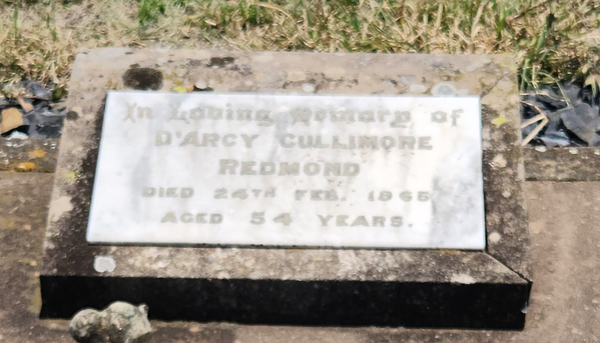 In Loving Memory of
D'ARCY CULLIMORE
REDMOND
DIED 24TH FEB. 1965
AGED 54 YEARS.